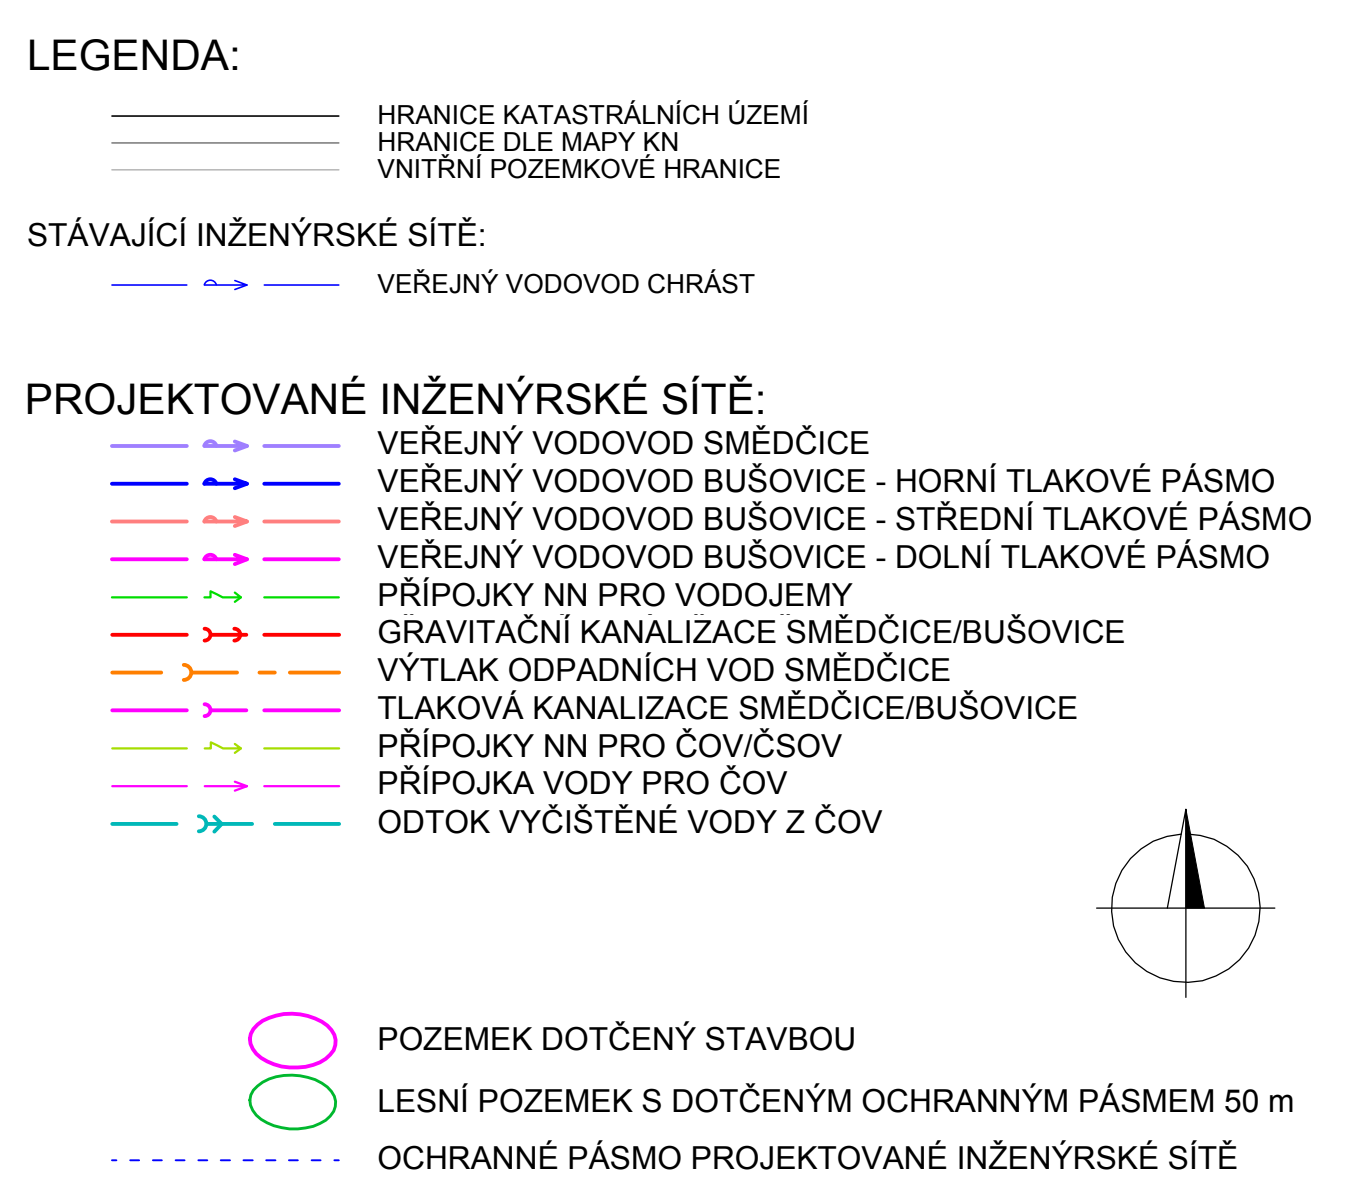 LEGENDA:
HRANICE KATASTRÁLNÍCH ÚZEMÍ
HRANICE DLE MAPY KN
VNITŘNÍ POZEMKOVÉ HRANICE
STÁVAJÍCÍ INŽENÝRSKÉ SÍTĚ:
VEŘEJNÝ VODOVOD CHRÁST
PROJEKTOVANÉ INŽENÝRSKÉ SÍTĚ:
VEŘEJNÝ VODOVOD SMĚDČICE
VEŘEJNÝ VODOVOD BUŠOVICE - HORNÍ TLAKOVÉ PÁSMO
VEŘEJNÝ VODOVOD BUŠOVICE - STŘEDNÍ TLAKOVÉ PÁSMO
VEŘEJNÝ VODOVOD BUŠOVICE - DOLNÍ TLAKOVÉ PÁSMO
PŘÍPOJKY NN PRO VODOJEMY
GRAVITAČNÍ KANALIZACE SMĚDČICE/BUŠOVICE
VÝTLAK ODPADNÍCH VOD SMĚDČICE
TLAKOVÁ KANALIZACE SMĚDČICE/BUŠOVICE
PŘÍPOJKY NN PRO ČOV/ČSOV
PŘÍPOJKA VODY PRO ČOV
ODTOK VYČIŠTĚNÉ VODY Z ČOV
POZEMEK DOTČENÝ STAVBOU
LESNÍ POZEMEK S DOTČENÝM OCHRANNÝM PÁSMEM 50 m
OCHRANNÉ PÁSMO PROJEKTOVANÉ INŽENÝRSKÉ SÍTĚ